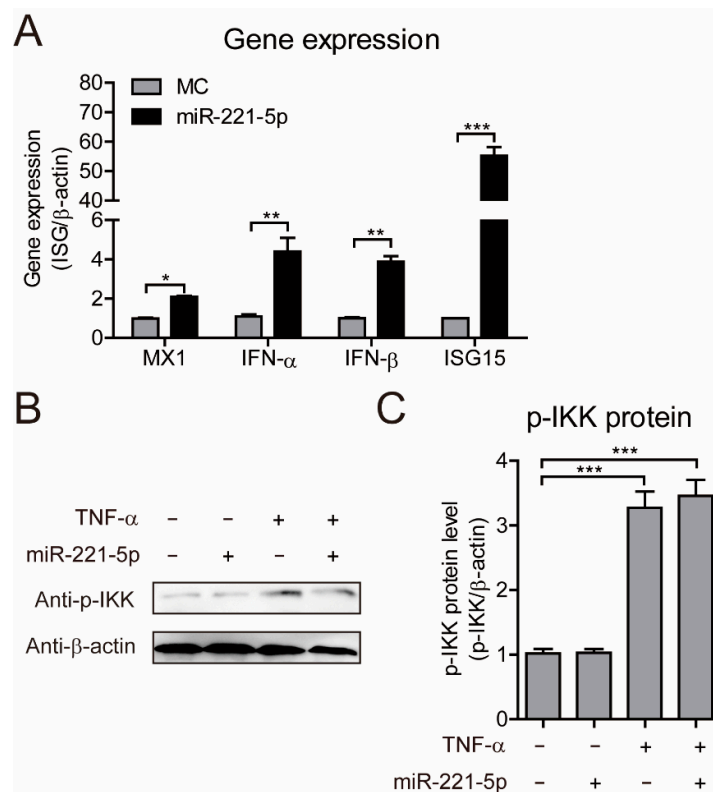 A
Gene expression
MC
miR-221-5p
Gene expression
(ISG/β-actin)
80
70
60
50
40
6
4
2
0
*
**
**
***
MX1 IFN-α IFN-β ISG15
B
TNF-α – – + +
miR-221-5p – + – +
Anti-p-IKK
Anti-β-actin
C
p-IKK protein
p-IKK protein level
(p-IKK/β-actin)
4
3
2
1
0
***
***
TNF-α – – + +
miR-221-5p – + – +